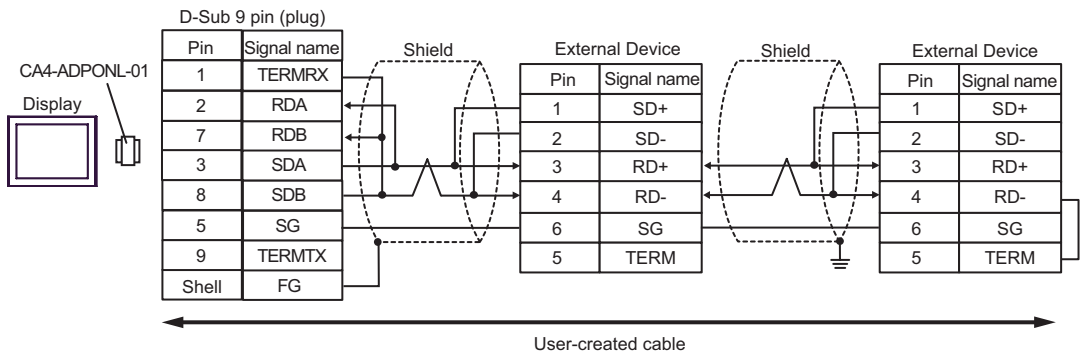 D-Sub 9 pin (plug)
CA4-ADPONL-01
Display
Pin Signal name
1 TERMRX
2 RDA
7 RDB
3 SDA
8 SDB
5 SG
9 TERMTX
Shell FG
Shield
External Device
Pin Signal name
1 SD+
2 SD-
3 RD+
4 RD-
6 SG
5 TERM
Shield
External Device
Pin Signal name
1 SD+
2 SD-
3 RD+
4 RD-
6 SG
5 TERM
User-created cable